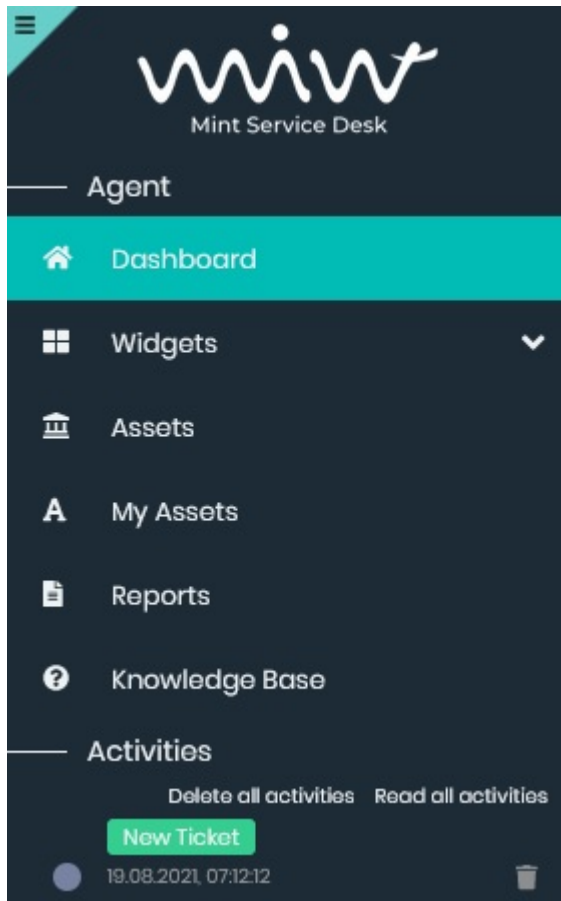 Mint Service Desk
Agent
Dashboard
Widgets
Assets
My Assets
Reports
Knowledge Base
Activities
Delete all activities Read all activities
New Ticket
19.08.2021, 07:12:12